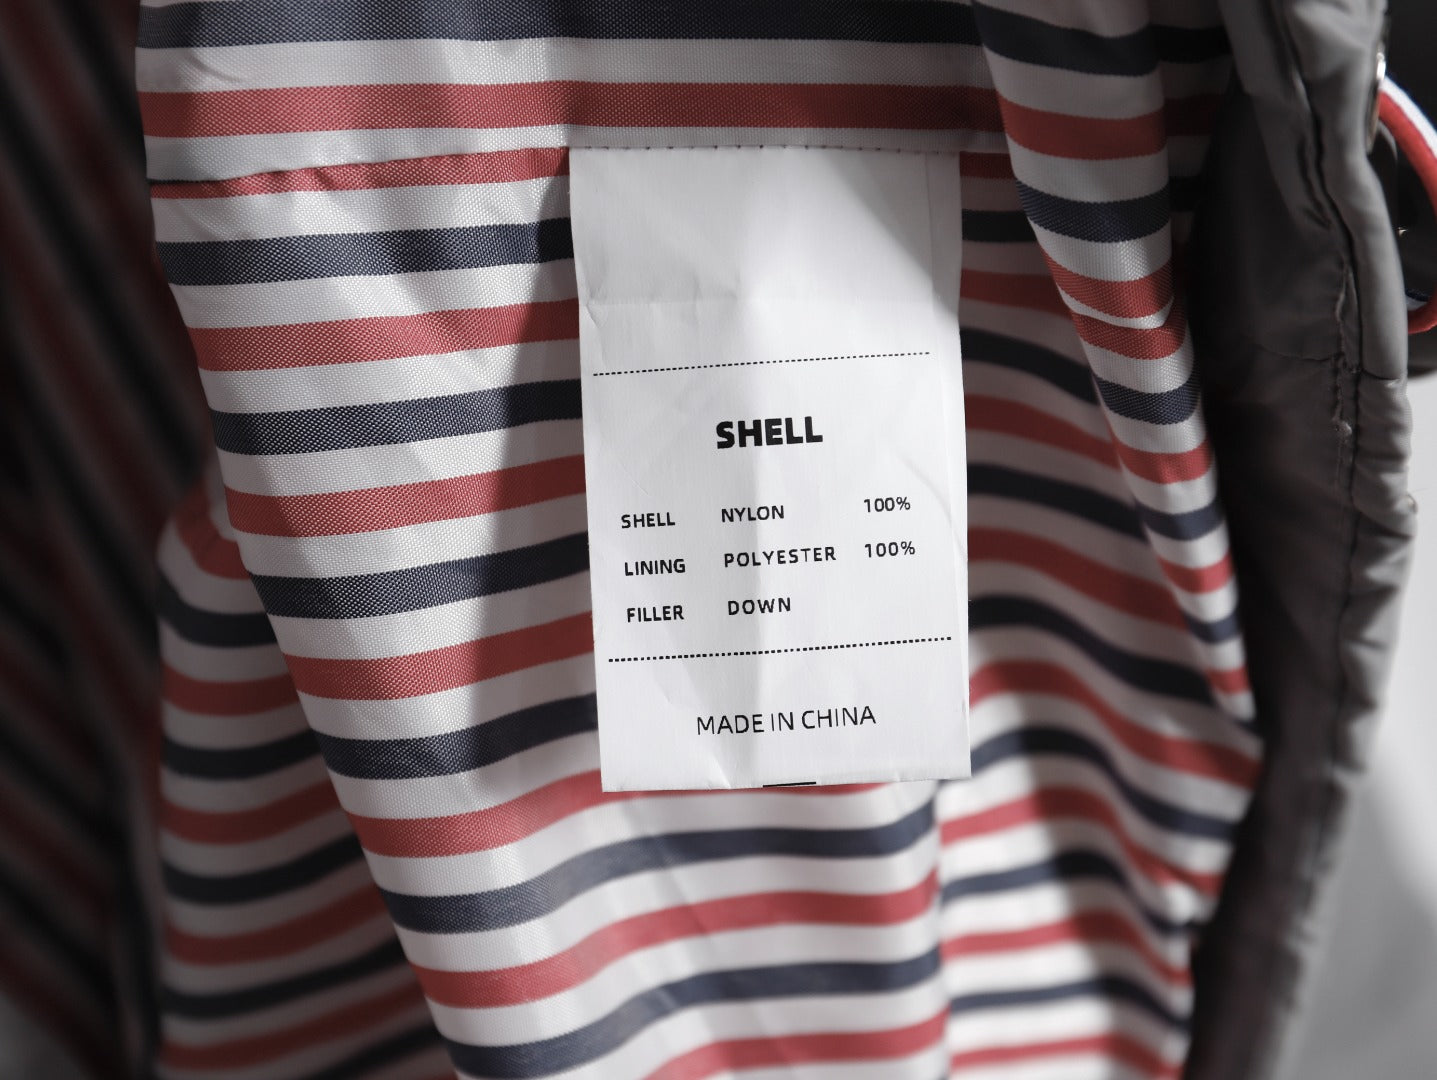 SHELL
SHELL NYLON 100%
LINING POLYESTER 100%
FILLER DOWN
MADE IN CHINA